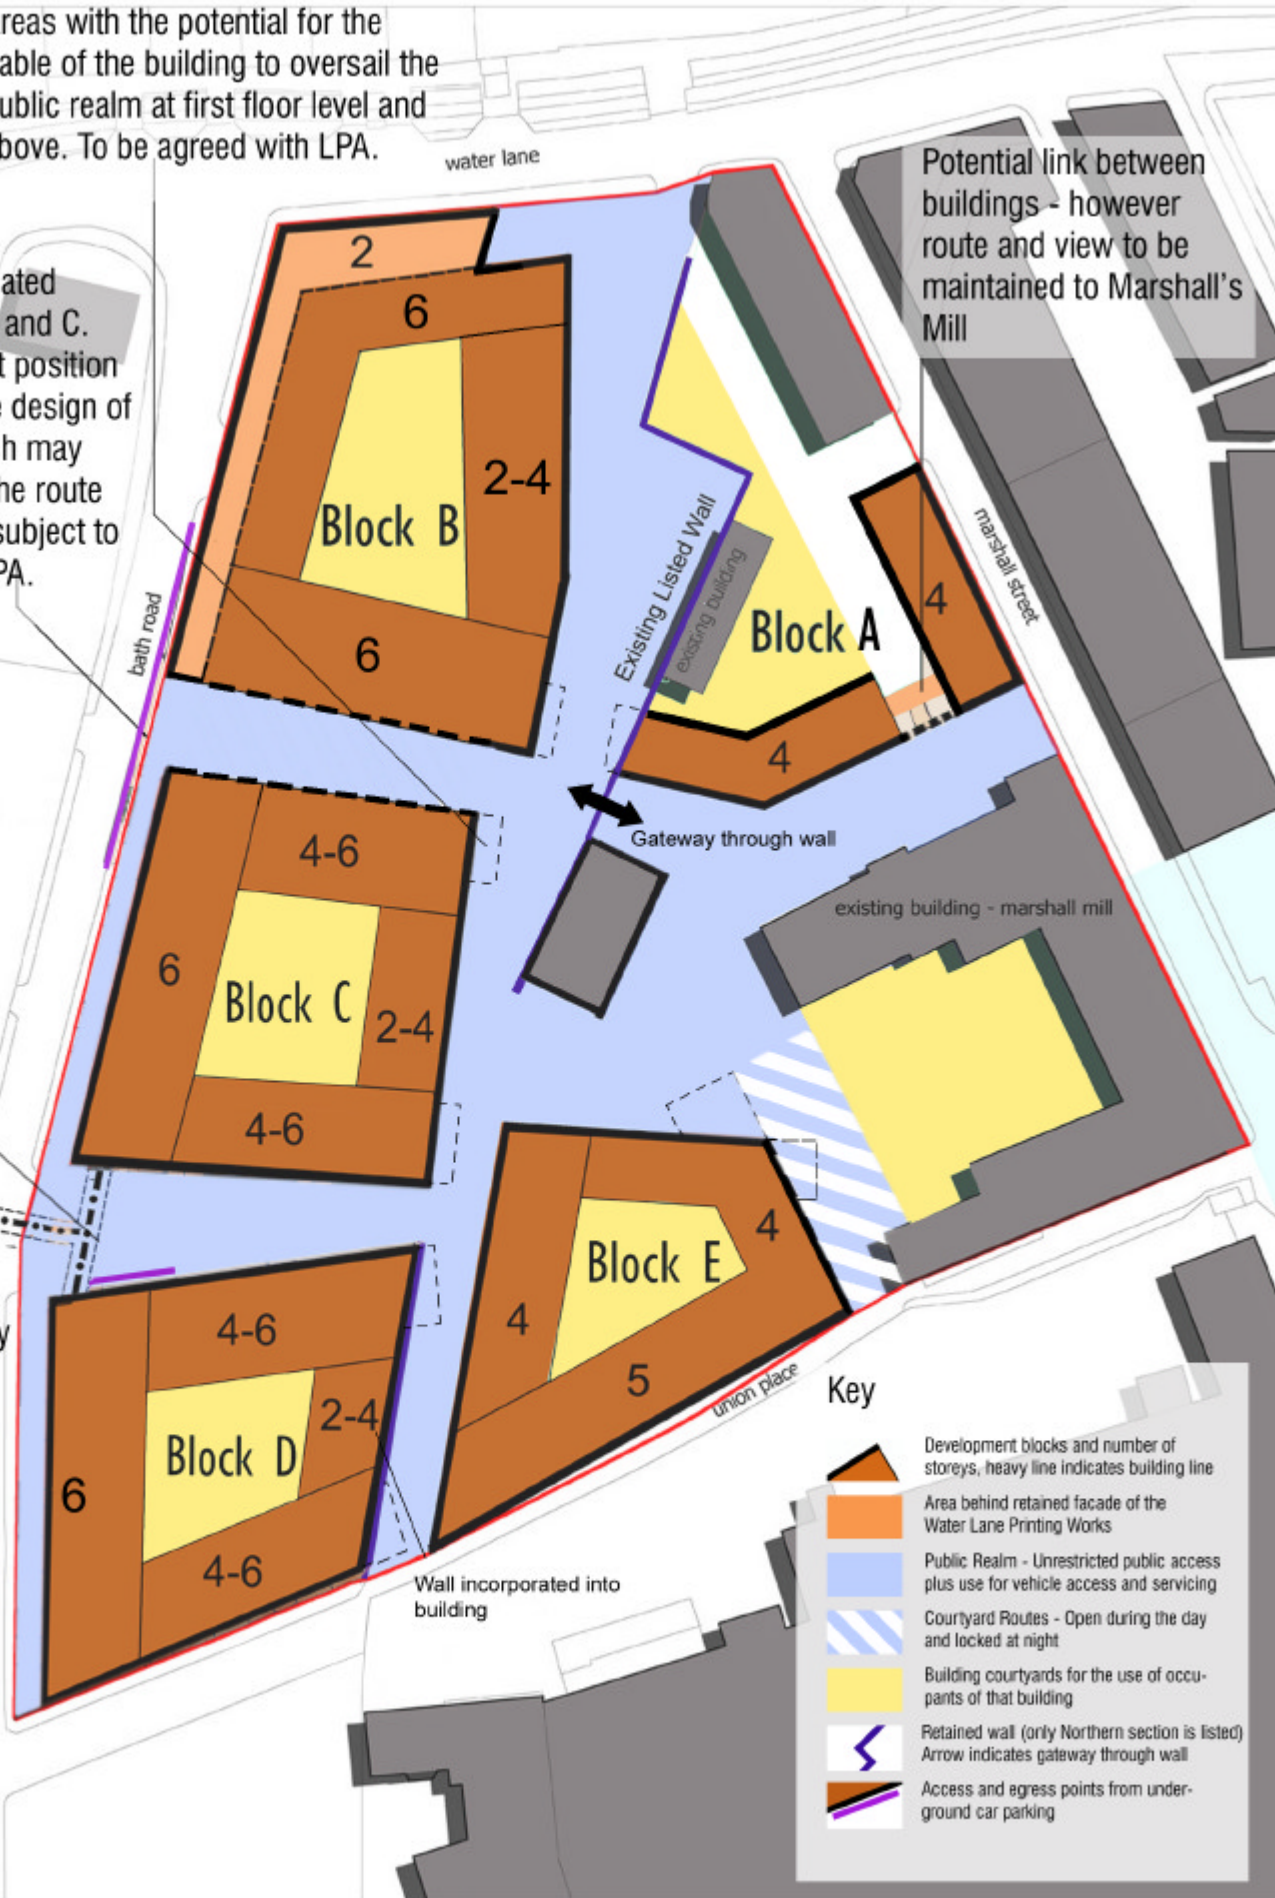 reas with the potential for the
able of the building to oversail the
ublic realm at first floor level and
bove. To be agreed with LPA.
water lane
Potential link between
buildings - however
route and view to be
maintained to Marshall's
Mill
ated
and C.
t position
e design of
h may
he route
subject to
PA.
2
6
2-4
Block B
6
bath road
Existing Listed Wall
existing building
Block A
4
marshall street
4
Gateway through wall
existing building - marshall mill
4-6
6
Block C
2-4
4-6
4
Block E
4
5
union place
y
4-6
2-4
Block D
6
4-6
Wall incorporated into
building
Key
Development blocks and number of
storeys, heavy line indicates building line
Area behind retained facade of the
Water Lane Printing Works
Public Realm - Unrestricted public access
plus use for vehicle access and servicing
Courtyard Routes - Open during the day
and locked at night
Building courtyards for the use of occu-
pants of that building
Retained wall (only Northern section is listed)
Arrow indicates gateway through wall
Access and egress points from under-
ground car parking